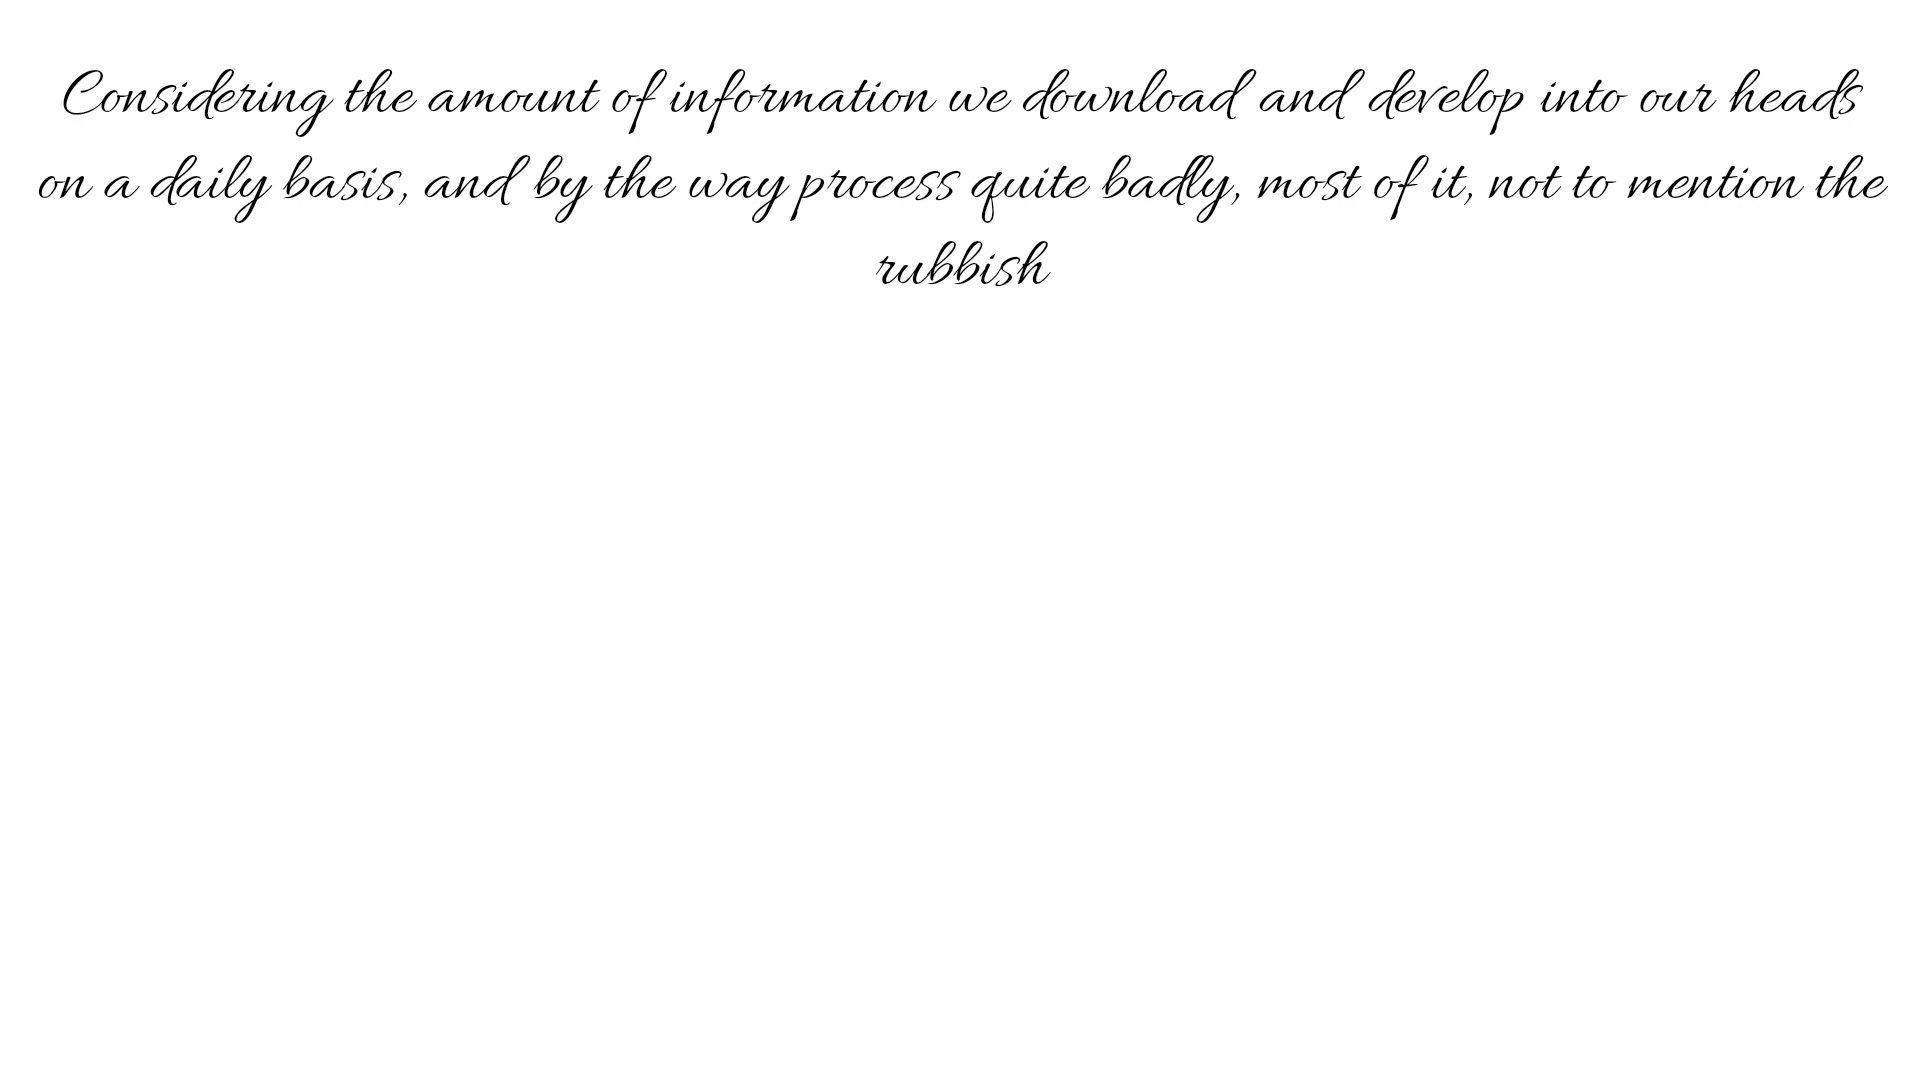 Considering the amount of information we download and develop into our heads
on a daily basis, and by the way process quite badly, most of it, not to mention the
rubbish